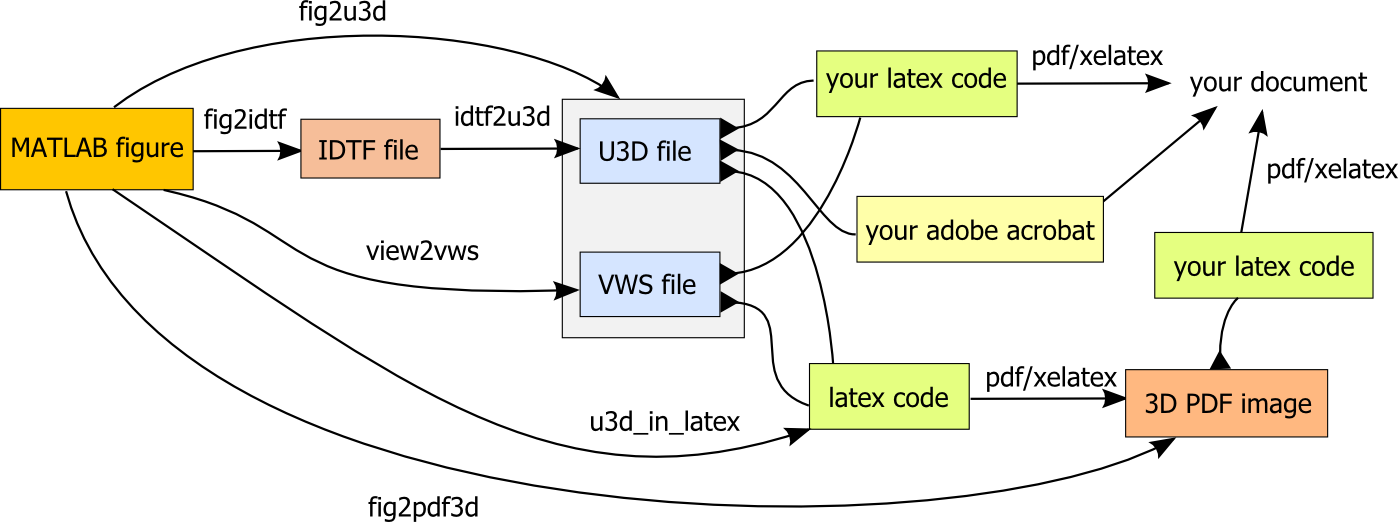 fig2u3d
your latex code
pdf/xelatex
your document
MATLAB figure
fig2idtf
IDTF file
idtf2u3d
U3D file
pdf/xelatex
your adobe acrobat
view2vws
VWS file
your latex code
u3d_in_latex
latex code
pdf/xelatex
3D PDF image
fig2pdf3d